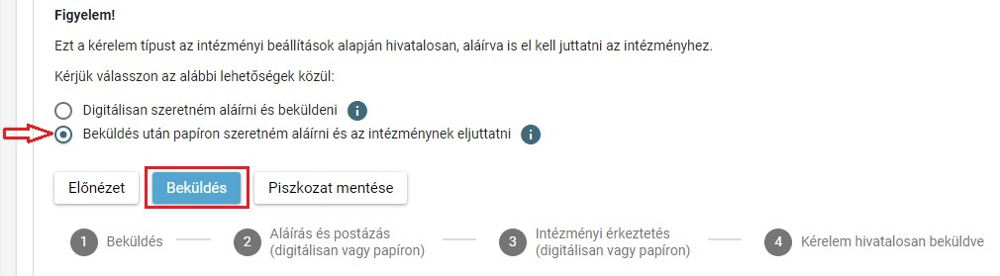 Figyelem!
Ezt a kérelem típust az intézményi beállítások alapján hivatalosan, aláírva is el kell juttatni az intézményhez.
Kérjük válasszon az alábbi lehetőségek közül:
Digitálisan szeretném aláírni és beküldeni i
Beküldés után papíron szeretném aláírni és az intézménynek eljuttatni i
Előnézet Beküldés Piszkozat mentése
1 Beküldés
2 Aláírás és postázás
(digitálisan vagy papíron)
3 Intézményi érkeztetés
(digitálisan vagy papíron)
4 Kérelem hivatalosan beküldve